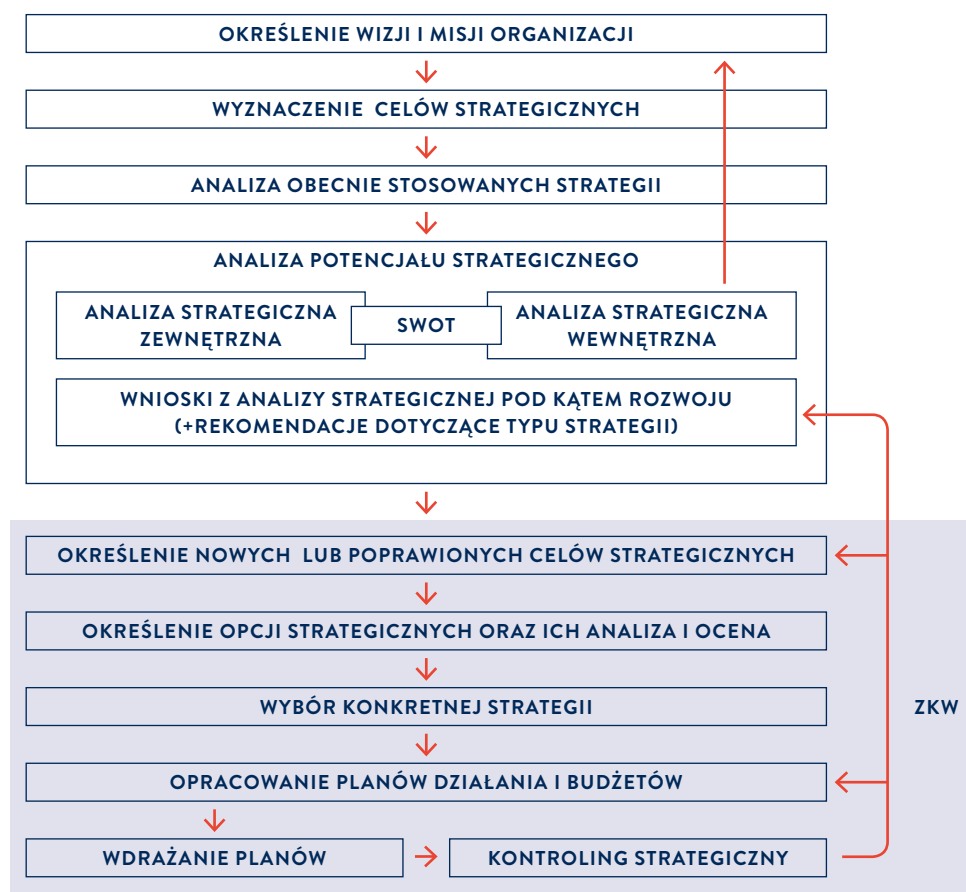 OKREŚLENIE WIZJI I MISJI ORGANIZACJI
WYZNACZENIE CELÓW STRATEGICZNYCH
ANALIZA OBECNIE STOSOWANYCH STRATEGII
ANALIZA POTENCJAŁU STRATEGICZNEGO
ANALIZA STRATEGICZNA
ZEWNĘTRZNA
SWOT
ANALIZA STRATEGICZNA
WEWNĘTRZNA
WNIOSKI Z ANALIZY STRATEGICZNEJ POD KĄTEM ROZWOJU
(+REKOMENDACJE DOTYCZĄCE TYPU STRATEGII)
OKREŚLENIE NOWYCH LUB POPRAWIONYCH CELÓW STRATEGICZNYCH
OKREŚLENIE OPCJI STRATEGICZNYCH ORAZ ICH ANALIZA I OCENA
WYBÓR KONKRETNEJ STRATEGII
ZKW
OPRACOWANIE PLANÓW DZIAŁANIA I BUDŻETÓW
WDRAŻANIE PLANÓW
KONTROLING STRATEGICZNY